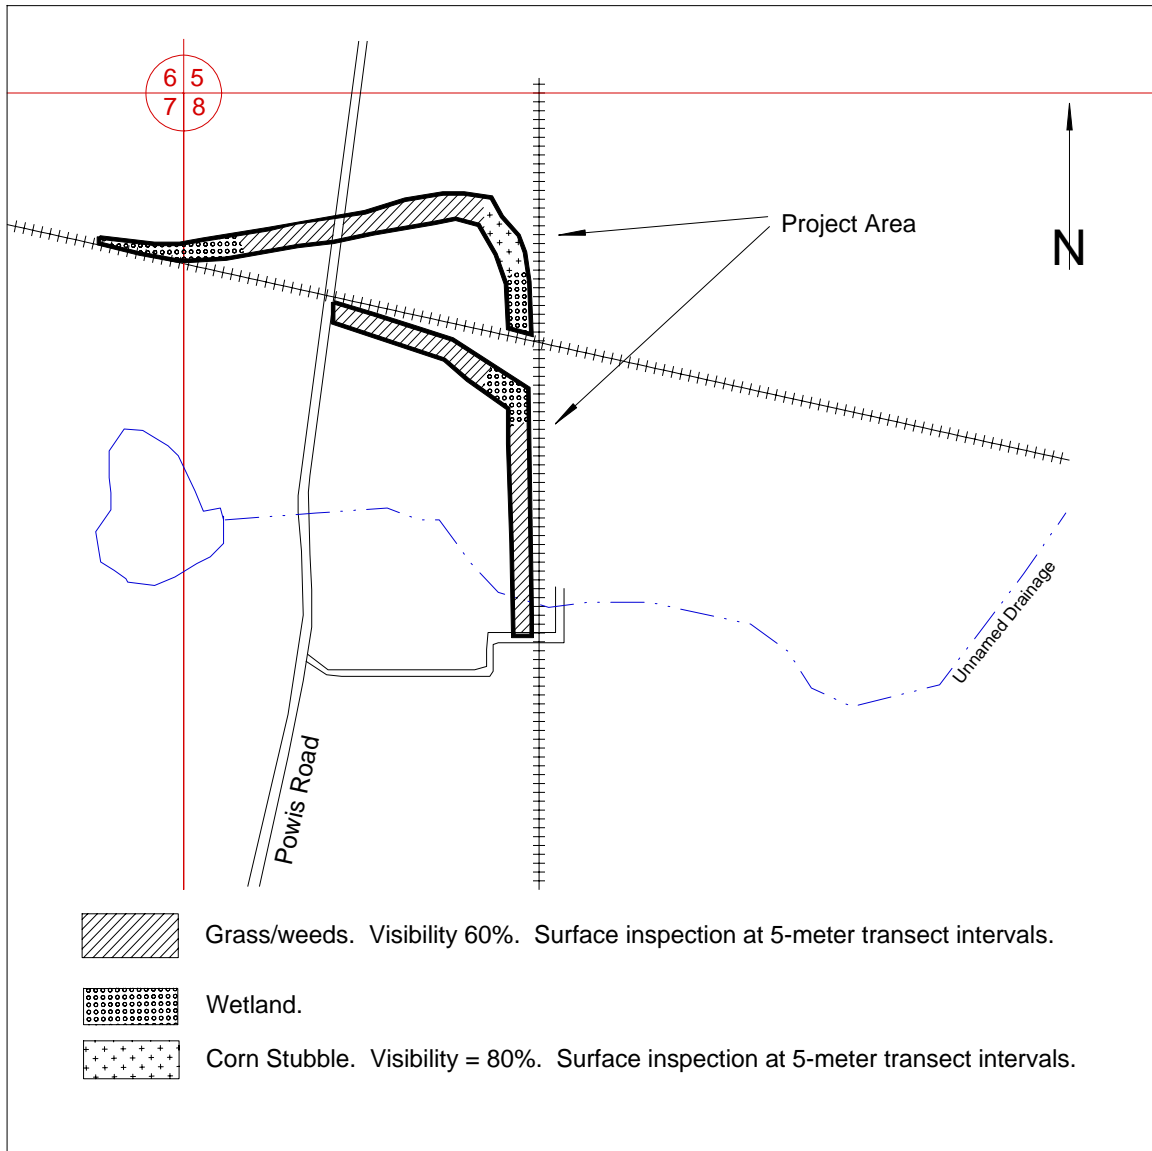 6 5
7 8
Project Area
N
Unnamed Drainage
Powis Road
Grass/weeds. Visibility 60%. Surface inspection at 5-meter transect intervals.
Wetland.
Corn Stubble. Visibility = 80%. Surface inspection at 5-meter transect intervals.